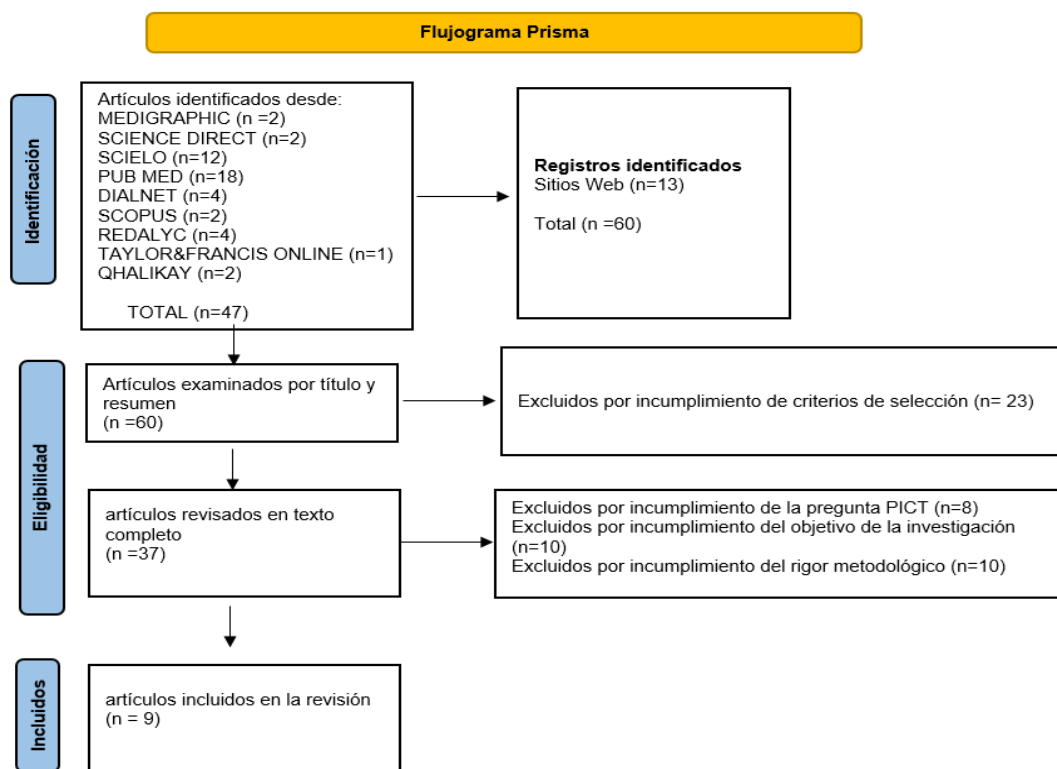 Flujograma Prisma
Identificación
Artículos identificados desde:
MEDIGRAPHIC (n =2)
SCIENCE DIRECT (n=2)
SCIELO (n=12)
PUB MED (n=18)
DIALNET (n=4)
SCOPUS (n=2)
REDALYC (n=4)
TAYLOR&FRANCIS ONLINE (n=1)
QHALIKAY (n=2)
TOTAL (n=47)
Registros identificados
Sitios Web (n=13)
Total (n =60)
Eligibilidad
Artículos examinados por título y
resumen
(n =60)
Excluidos por incumplimiento de criterios de selección (n= 23)
artículos revisados en texto
completo
(n =37)
Excluidos por incumplimiento de la pregunta PICT (n=8)
Excluidos por incumplimiento del objetivo de la investigación
(n=10)
Excluidos por incumplimiento del rigor metodológico (n=10)
Incluidos
artículos incluidos en la revisión
(n = 9)